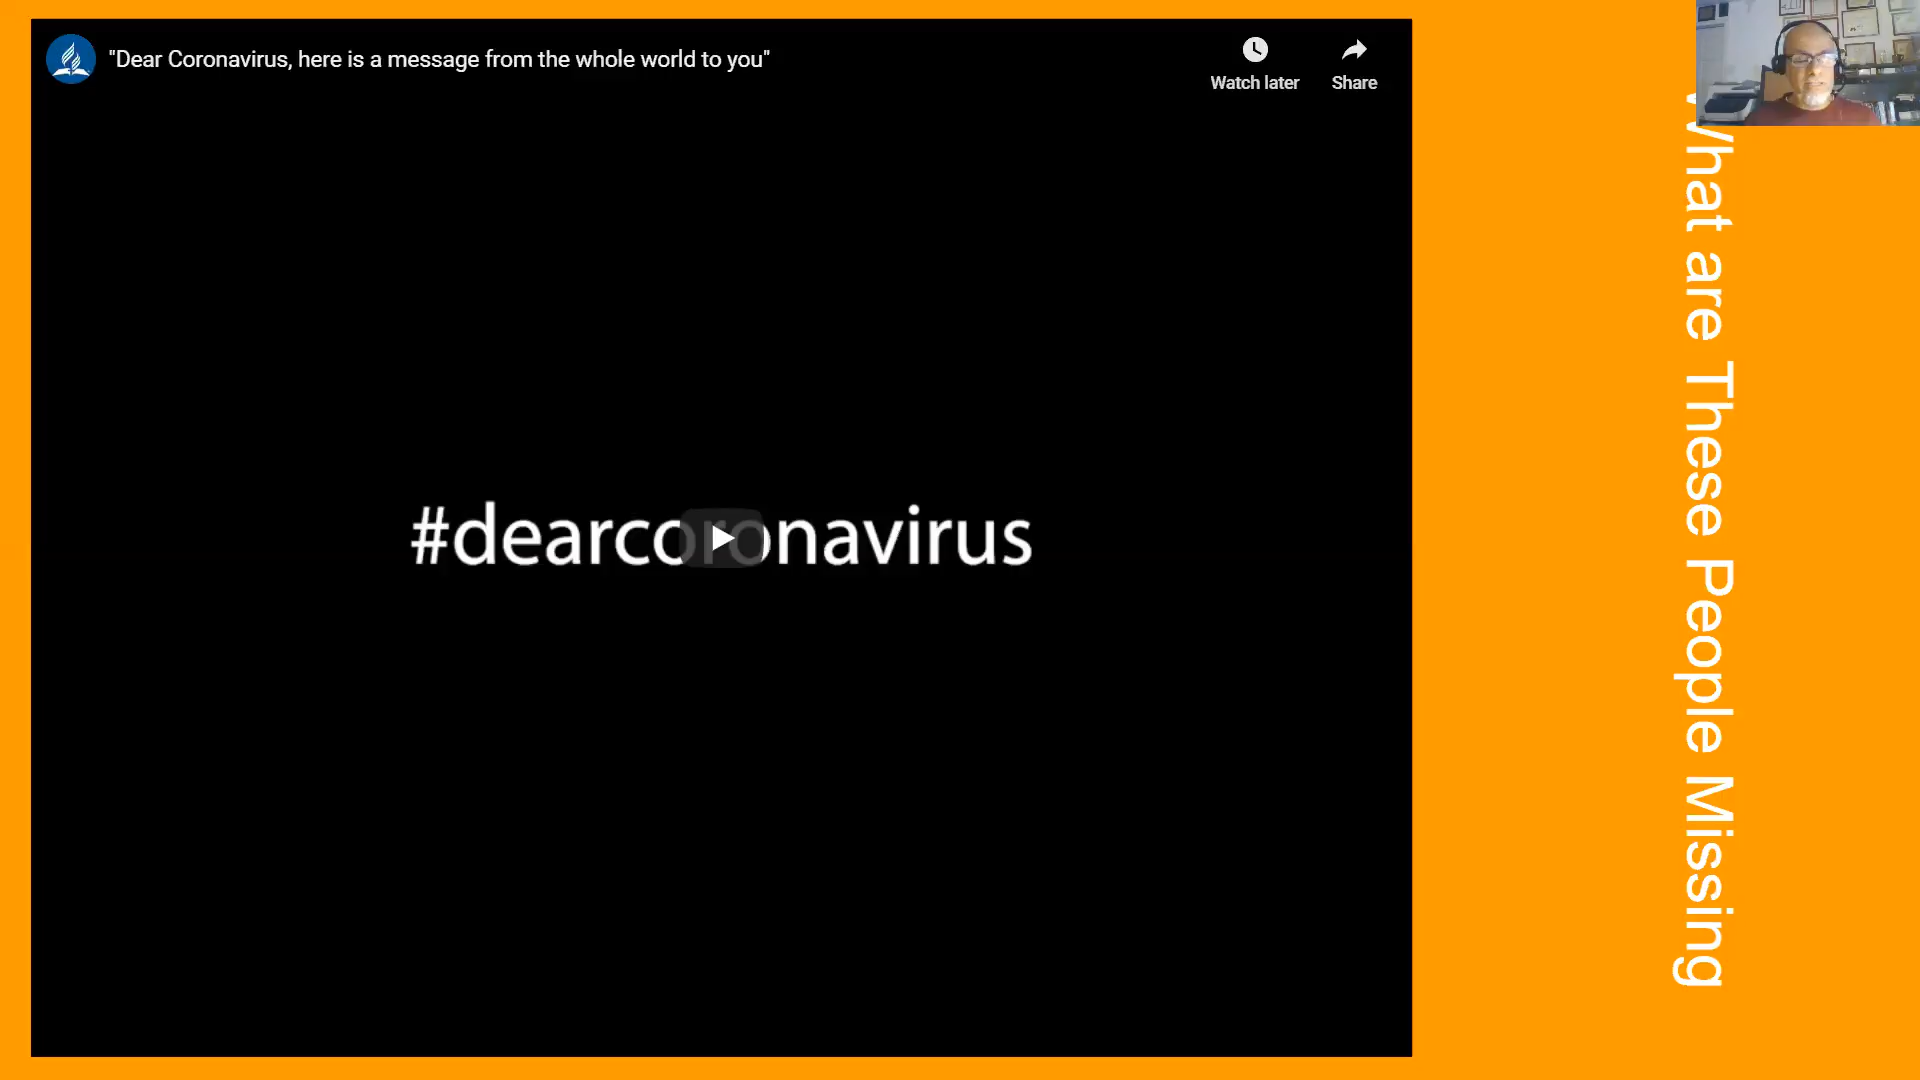 "Dear Coronavirus, here is a message from the whole world to you"
Watch later
Share
#dearcoronavirus
What are These People Missing